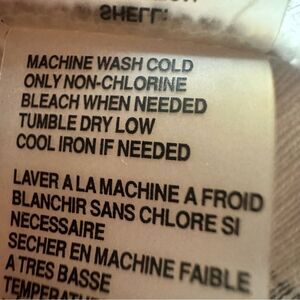 SHELL:
MACHINE WASH COLD
ONLY NON-CHLORINE
BLEACH WHEN NEEDED
TUMBLE DRY LOW
COOL IRON IF NEEDED
LAVER A LA MACHINE A FROID
BLANCHIR SANS CHLORE SI
NECESSAIRE
SECHER EN MACHINE FAIBLE
A TRES BASSE